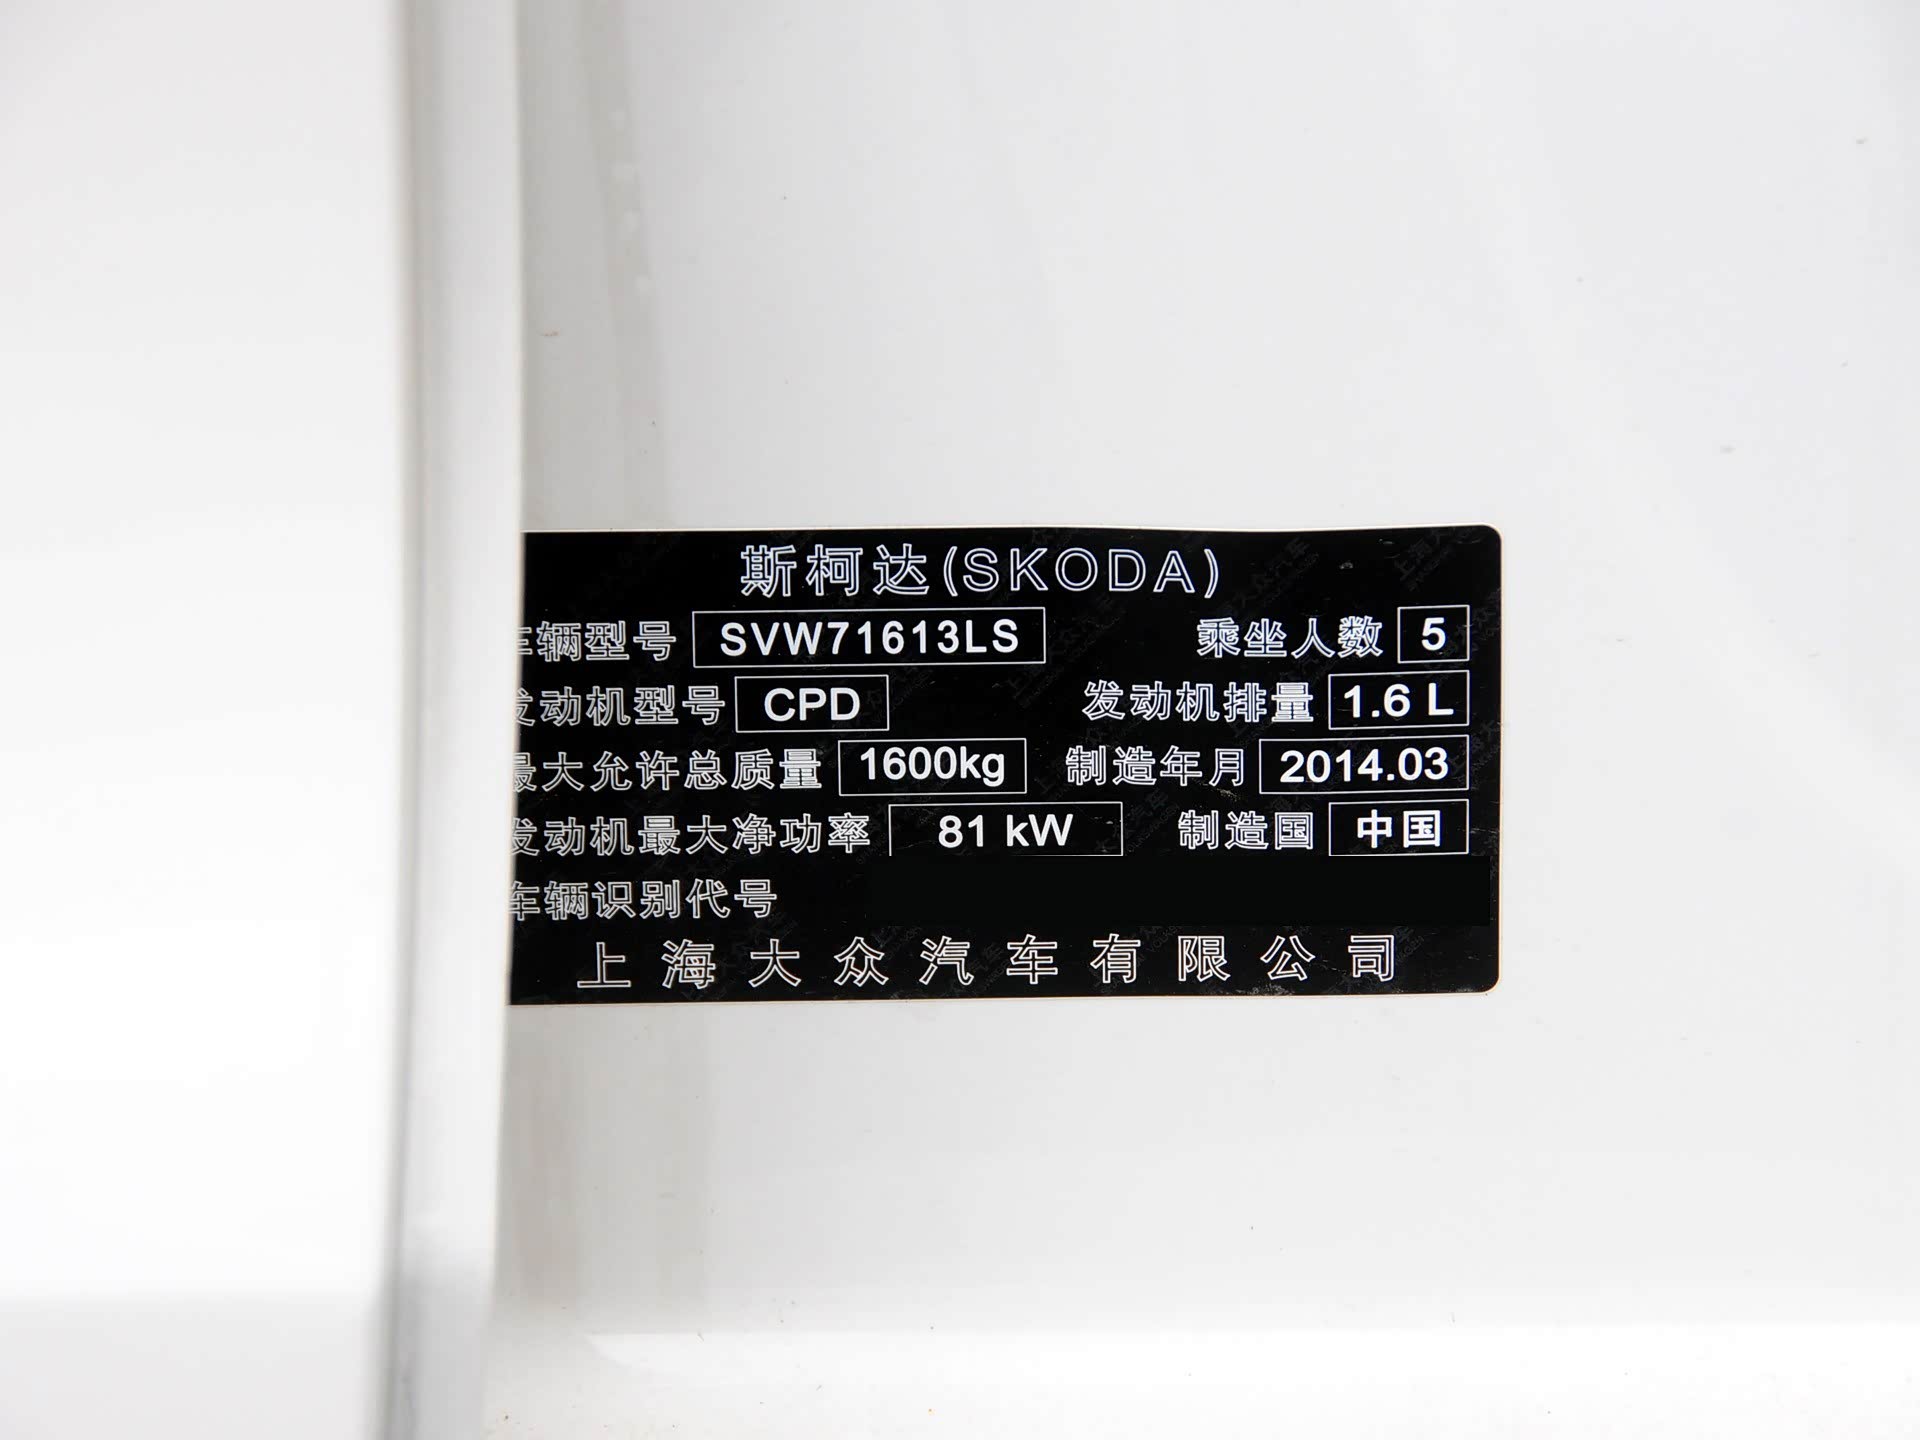 斯柯达(SKODA)
车辆型号 SVW71613LS 乘坐人数 5
发动机型号 CPD 发动机排量 1.6 L
最大允许总质量 1600kg 制造年月 2014.03
发动机最大净功率 81 kW 制造国 中国
车辆识别代号
上海大众汽车有限公司